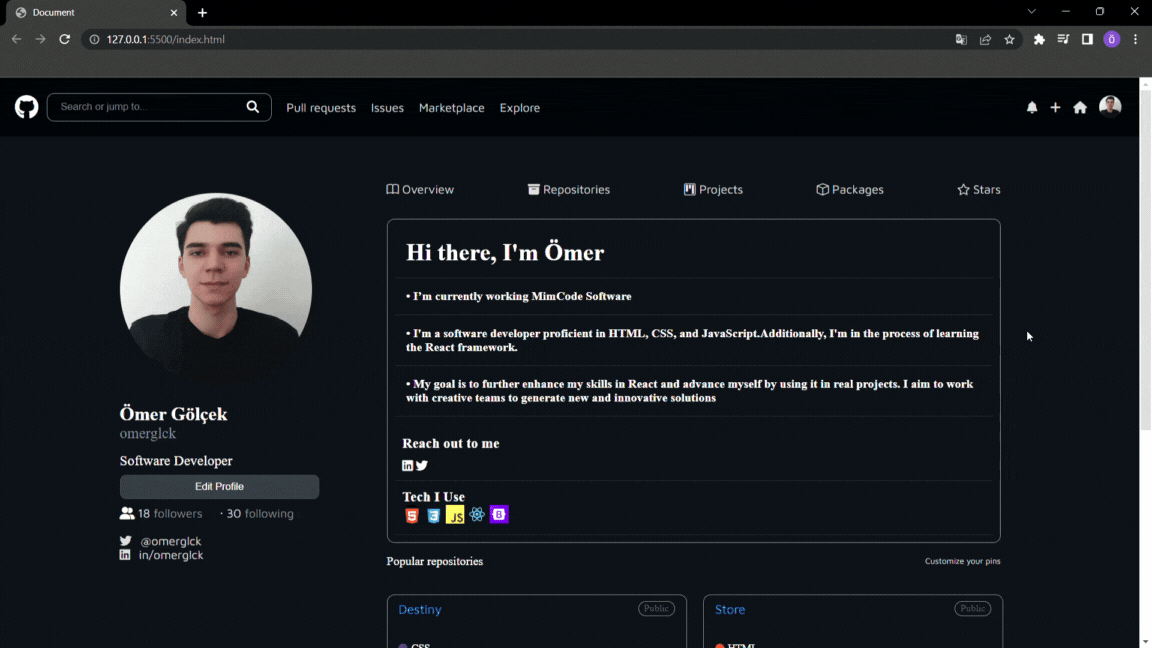 Document
127.0.0.1:5500/index.html
ö
Search or jump to...
Pull requests
Issues
Marketplace
Explore
Overview
Repositories
Projects
Packages
Stars
Hi there, I'm Ömer
• I'm currently working MimCode Software
• I'm a software developer proficient in HTML, CSS, and JavaScript.Additionally, I'm in the process of learning
the React framework.
• My goal is to further enhance my skills in React and advance myself by using it in real projects. I aim to work
with creative teams to generate new and innovative solutions
Reach out to me
Tech I Use
JS
B
Ömer Gölçek
omerglck
Software Developer
Edit Profile
18 followers · 30 following
@omerglck
in/omerglck
Popular repositories
Customize your pins
Destiny
Public
CSS
Store
Public
HTML